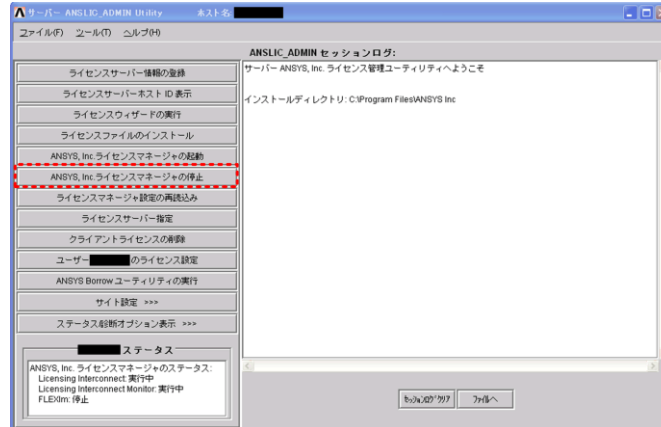 サーバー ANSLIC_ADMIN Utility ホスト名
ファイル(F) ツール(T) ヘルプ(H)
ANSLIC_ADMIN セッションログ:
ライセンスサーバー情報の登録
ライセンスサーバーホスト ID 表示
ライセンスウィザードの実行
ライセンスファイルのインストール
ANSYS, Inc.ライセンスマネージャの起動
ANSYS, Inc.ライセンスマネージャの停止
ライセンスマネージャ設定の再読込み
ライセンスサーバー指定
クライアントライセンスの削除
ユーザー のライセンス設定
ANSYS Borrow ユーティリティの実行
サイト設定 >>>
ステータス/診断オプション表示 >>>
ステータス
ANSYS, Inc. ライセンスマネージャのステータス:
Licensing Interconnect: 実行中
Licensing Interconnect Monitor: 実行中
FLEXlm: 停止
サーバー ANSYS, Inc. ライセンス管理ユーティリティへようこそ
インストールディレクトリ: C:\Program Files\ANSYS Inc
セッションログクリア ファイルへ